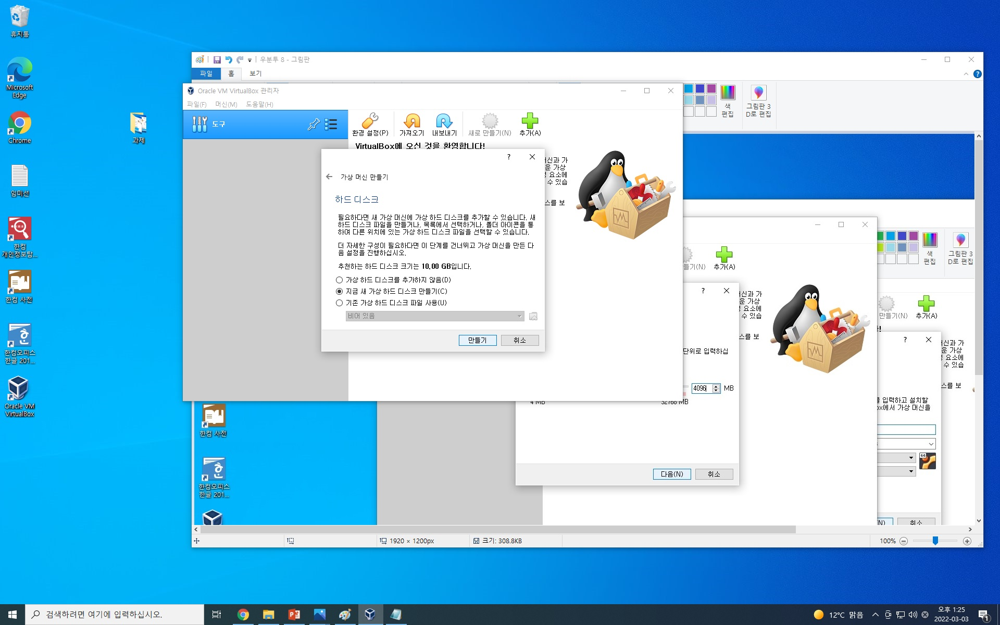 휴지통
Microsoft
Edge
Chrome
과제
임미선
한컴
개인정보탐...
한컴 사전
한컴오피스
한글 201...
Oracle VM
VirtualBox
우분투 8 - 그림판
파일
홈
보기
색
편집
그림판 3
D로 편집
Oracle VM VirtualBox 관리자
파일(F)
머신(M)
도움말(H)
도구
환경 설정(P)
가져오기
내보내기
새로 만들기(N)
추가(A)
VirtualBox에 오신 것을 환영합니다!
머신과 가
운 가상
성 요소에
수 있습
스를 보
?
가상 머신 만들기
하드 디스크
필요하다면 새 가상 머신에 가상 하드 디스크를 추가할 수 있습니다. 새
하드 디스크 파일을 만들거나, 목록에서 선택하거나, 폴더 아이콘을 통
하여 다른 위치에 있는 가상 하드 디스크 파일을 선택할 수 있습니다.
더 자세한 구성이 필요하다면 이 단계를 건너뛰고 가상 머신을 만든 다
음 설정을 진행하십시오.
추천하는 하드 디스크 크기는 10,00 GB입니다.
가상 하드 디스크를 추가하지 않음(D)
지금 새 가상 하드 디스크 만들기(C)
기존 가상 하드 디스크 파일 사용(U)
비어 있음
만들기
취소
색
편집
그림판 3
D로 편집
들기(N)
추가(A)
?
머신과 가
운 가상
성 요소에
수 있습
스를 보
단위로 입력하십
4096
MB
4 MB
32768 MB
다음(N)
취소
만들기(N)
추가(A)
?
머신과 가
운 가상
성 요소에
수 있습
스를 보
를 입력하고 설치할
Box에서 가상 머신을
64
N)
취소
한컴 사전
한컴오피스
한글 201...
1920 × 1200px
크기: 308.8KB
100%
검색하려면 여기에 입력하십시오.
12°C 맑음
오후 1:25
2022-03-03
1